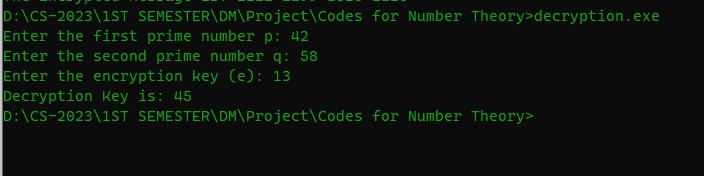 D:\CS-2023\1ST SEMESTER\DM\Project\Codes for Number Theory>decryption.exe
Enter the first prime number p: 42
Enter the second prime number q: 58
Enter the encryption key (e): 13
Decryption Key is: 45
D:\CS-2023\1ST SEMESTER\DM\Project\Codes for Number Theory>